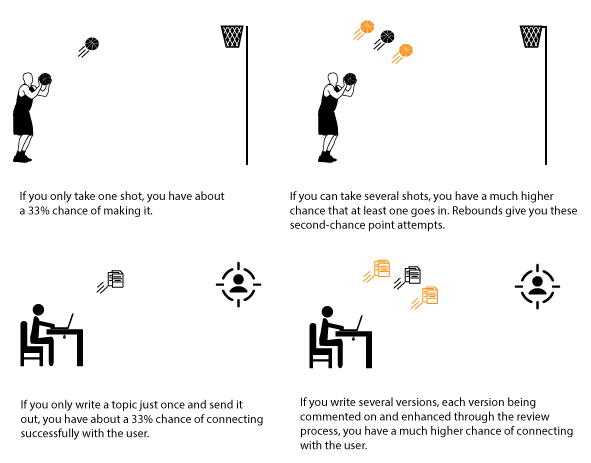 If you only take one shot, you have about
a 33% chance of making it.
If you can take several shots, you have a much higher
chance that at least one goes in. Rebounds give you these
second-chance point attempts.
If you only write a topic just once and send it
out, you have about a 33% chance of connecting
successfully with the user.
If you write several versions, each version being
commented on and enhanced through the review
process, you have a much higher chance of connecting
with the user.